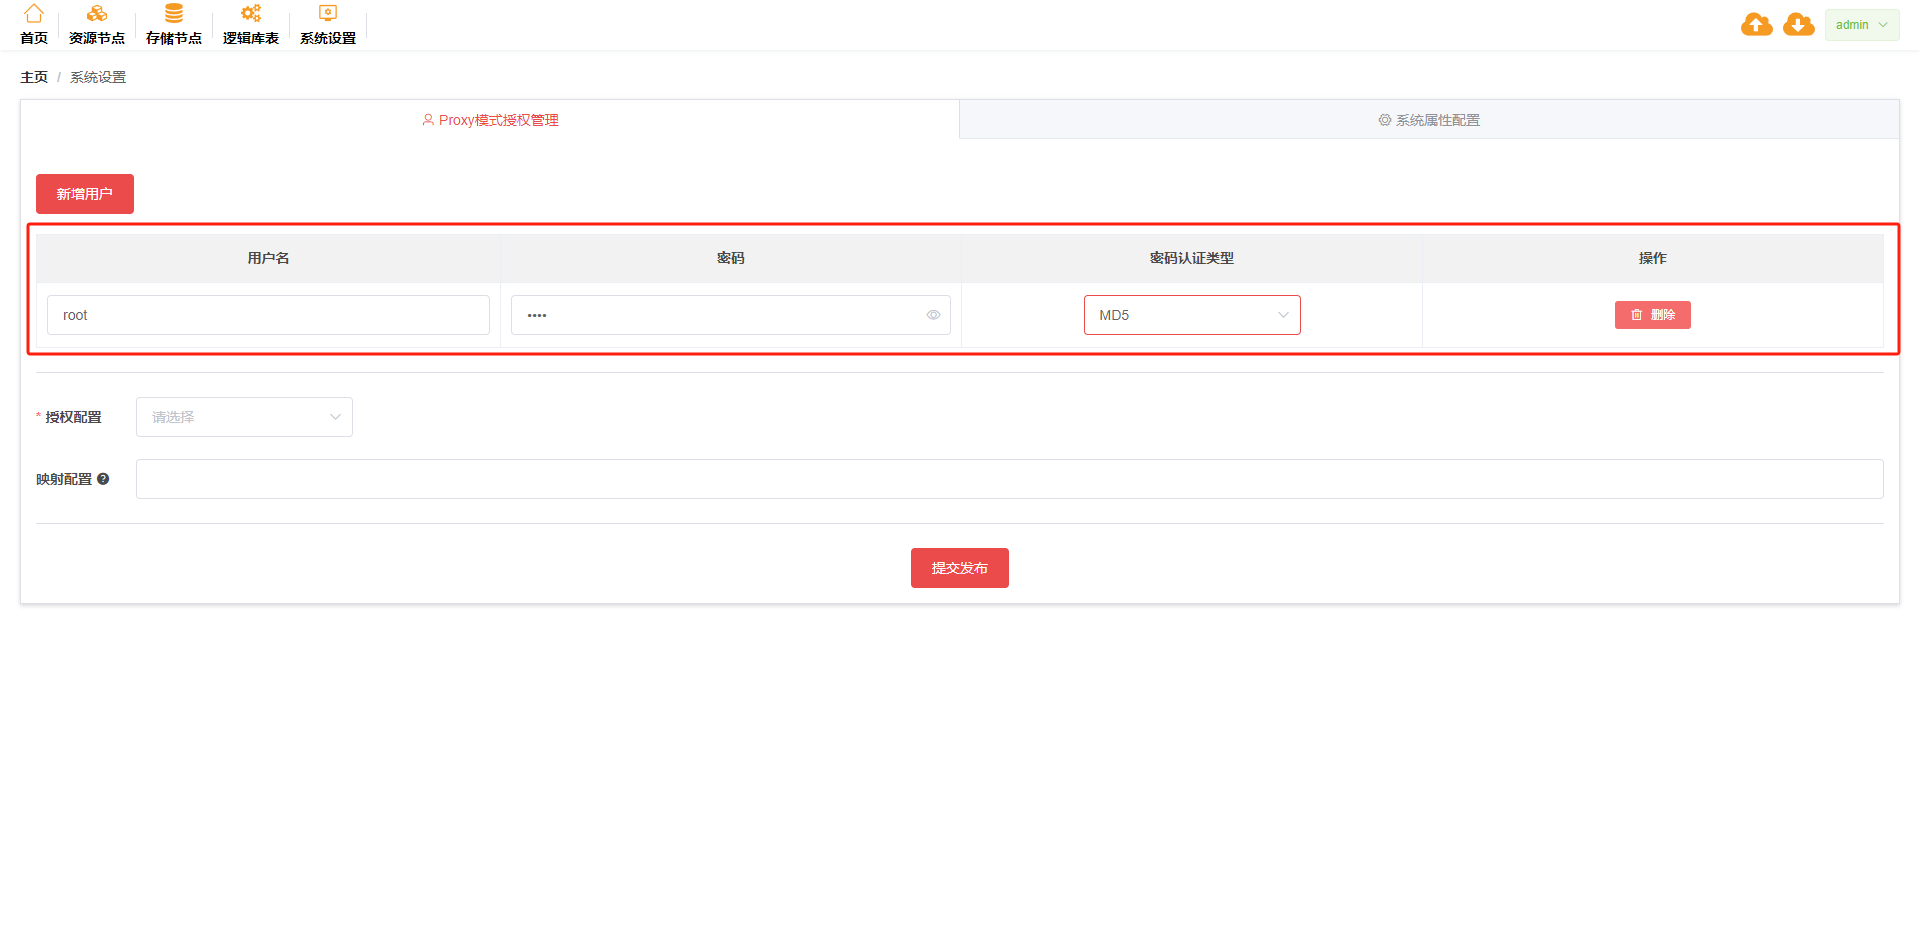 首页 资源节点 存储节点 逻辑库表 系统设置 admin
主页 / 系统设置
Proxy模式授权管理 系统属性配置
新增用户
用户名 密码 密码认证类型 操作
root •••• MD5 删除
* 授权配置 请选择
映射配置 ?
提交发布